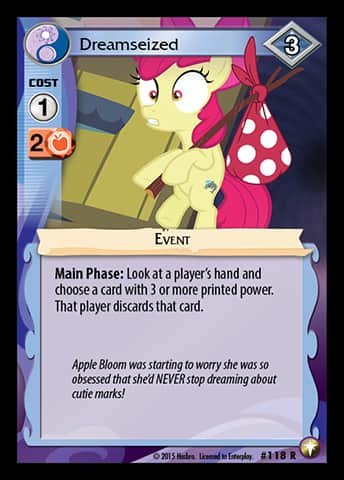 Dreamseized
3
COST
1
2
EVENT
Main Phase: Look at a player's hand and
choose a card with 3 or more printed power.
That player discards that card.
Apple Bloom was starting to worry she was so
obsessed that she'd NEVER stop dreaming about
cutie marks!
© 2015 Hasbro. Licensed to Enterplay. #118 R